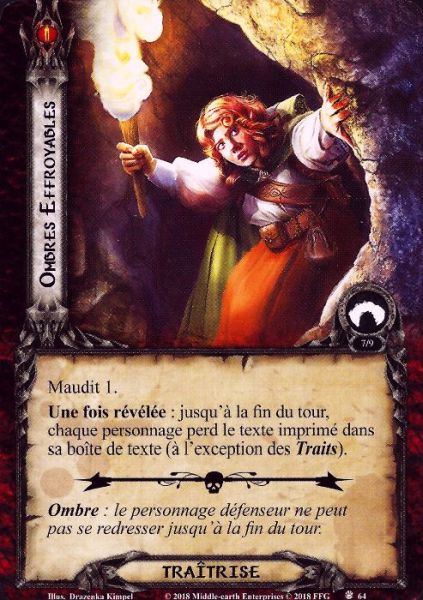 OMBRES EFFROYABLES
7/9
Maudit 1.
Une fois révélée : jusqu'à la fin du tour,
chaque personnage perd le texte imprimé dans
sa boîte de texte (à l'exception des Traits).
Ombre : le personnage défenseur ne peut
pas se redresser jusqu'à la fin du tour.
TRAÎTRISE
Illus. Drazenka Kimpel © 2018 Middle-earth Enterprises © 2018 FFG 64